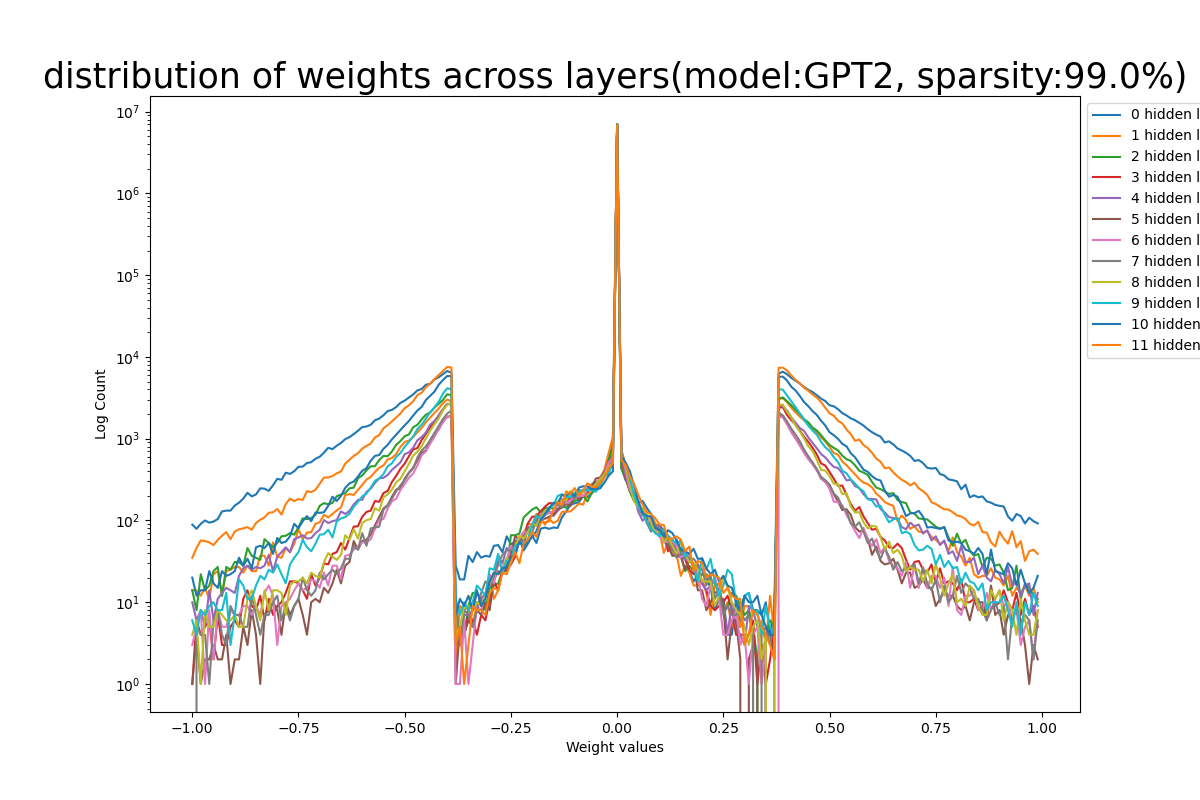 distribution of weights across layers(model:GPT2, sparsity:99.0%)
10⁷
10⁶
10⁵
10⁴
10³
10²
10¹
10⁰
Log Count
−1.00 −0.75 −0.50 −0.25 0.00 0.25 0.50 0.75 1.00
Weight values
0 hidden l
1 hidden l
2 hidden l
3 hidden l
4 hidden l
5 hidden l
6 hidden l
7 hidden l
8 hidden l
9 hidden l
10 hidden
11 hidden